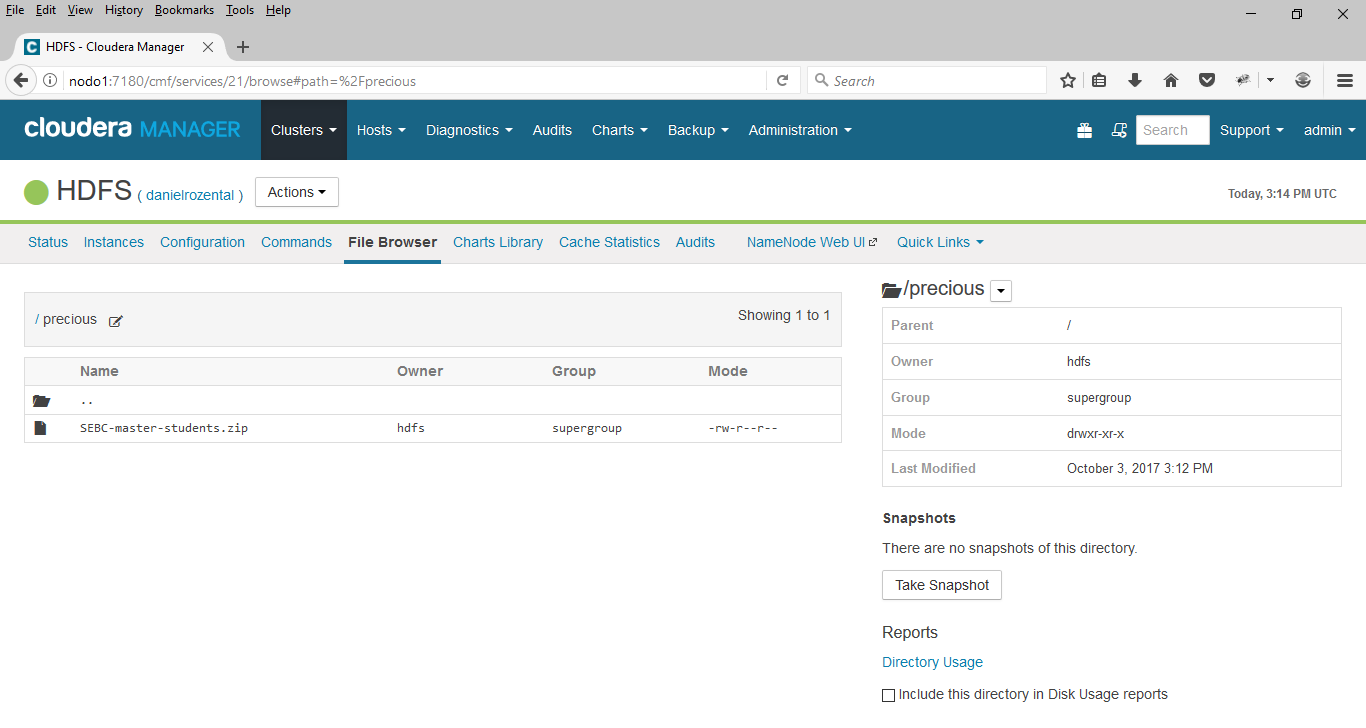 File Edit View History Bookmarks Tools Help
HDFS - Cloudera Manager
nodo1:7180/cmf/services/21/browse#path=%2Fprecious
Search
cloudera MANAGER Clusters Hosts Diagnostics Audits Charts Backup Administration Search Support admin
HDFS ( danielrozental ) Actions Today, 3:14 PM UTC
Status Instances Configuration Commands File Browser Charts Library Cache Statistics Audits NameNode Web UI Quick Links
/ precious Showing 1 to 1
Name Owner Group Mode
..
SEBC-master-students.zip hdfs supergroup -rw-r--r--
/precious
Parent /
Owner hdfs
Group supergroup
Mode drwxr-xr-x
Last Modified October 3, 2017 3:12 PM
Snapshots
There are no snapshots of this directory.
Take Snapshot
Reports
Directory Usage
Include this directory in Disk Usage reports